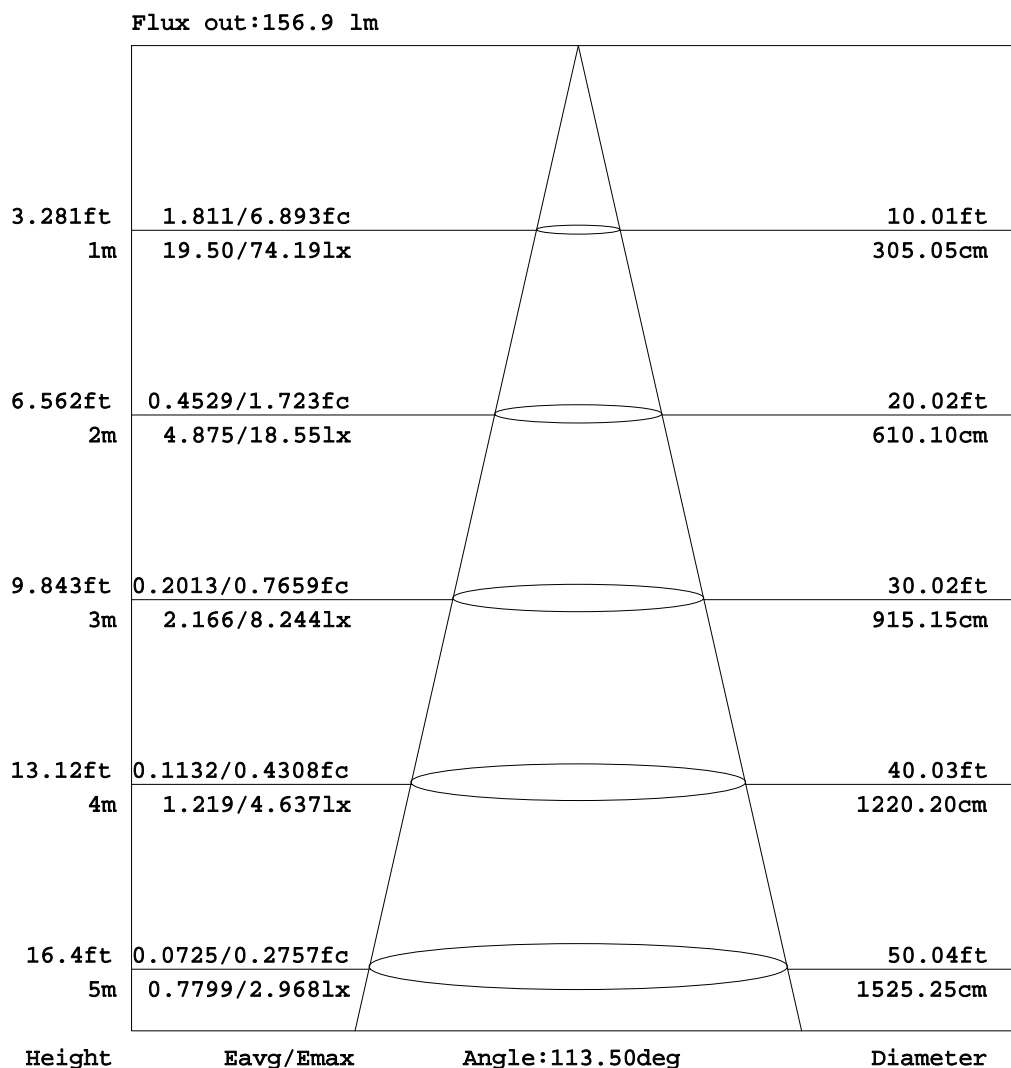 Flux out:156.9 lm
3.281ft 1.811/6.893fc 10.01ft
1m 19.50/74.19lx 305.05cm
6.562ft 0.4529/1.723fc 20.02ft
2m 4.875/18.55lx 610.10cm
9.843ft 0.2013/0.7659fc 30.02ft
3m 2.166/8.244lx 915.15cm
13.12ft 0.1132/0.4308fc 40.03ft
4m 1.219/4.637lx 1220.20cm
16.4ft 0.0725/0.2757fc 50.04ft
5m 0.7799/2.968lx 1525.25cm
Height Eavg/Emax Angle:113.50deg Diameter